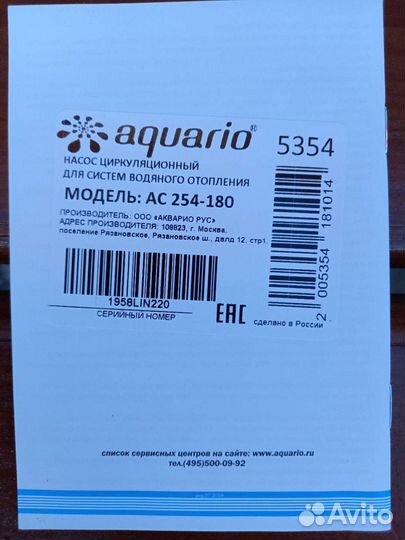 aquario®
5354
НАСОС ЦИРКУЛЯЦИОННЫЙ
ДЛЯ СИСТЕМ ВОДЯНОГО ОТОПЛЕНИЯ
МОДЕЛЬ: AC 254-180
ПРОИЗВОДИТЕЛЬ: ООО «АКВАРИО РУС»
АДРЕС ПРОИЗВОДИТЕЛЯ: 108823, г. Москва,
поселение Рязановское, Рязановское ш., двлд 12, стр1.
2 005354 181014
1958LIN220
СЕРИЙНЫЙ НОМЕР
EAC
сделано в России
список сервисных центров на сайте: www.aquario.ru
тел.(495)500-09-92
Avito